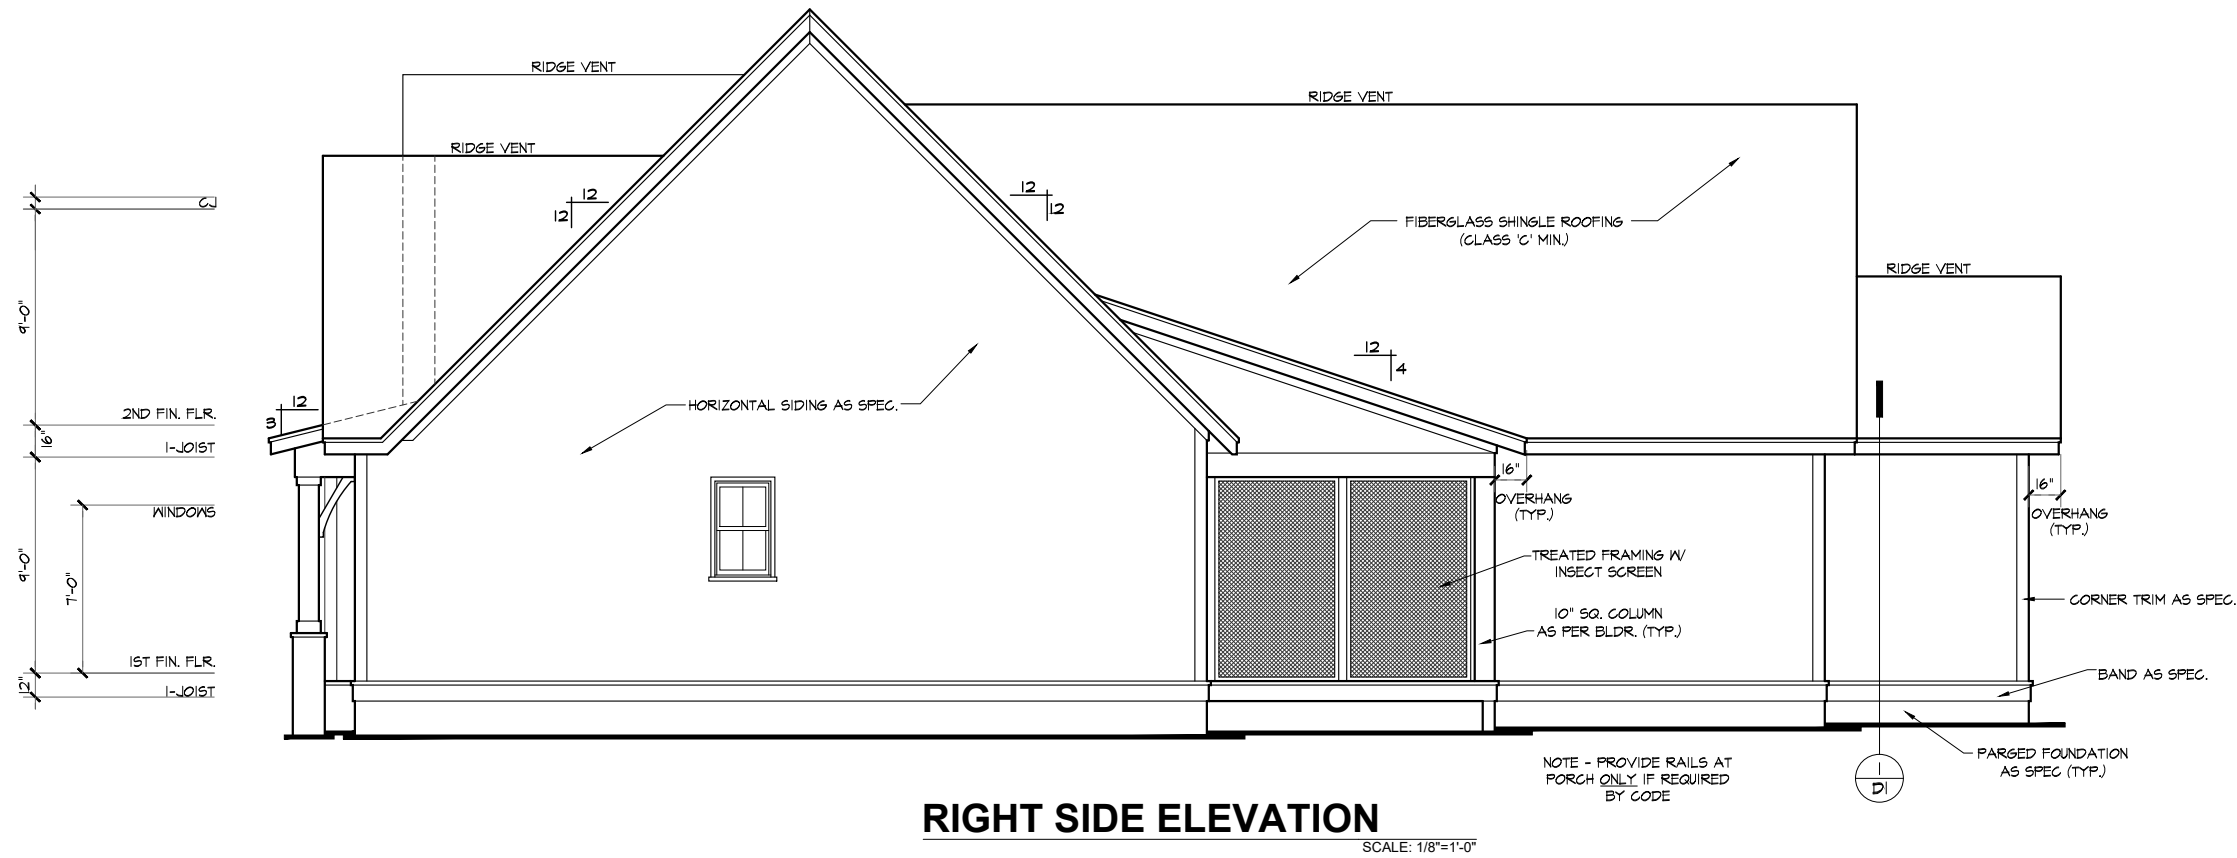 RIDGE VENT
RIDGE VENT
RIDGE VENT
RIDGE VENT
12
12
12
12
12
4
12
3
FIBERGLASS SHINGLE ROOFING
(CLASS 'C' MIN.)
HORIZONTAL SIDING AS SPEC.
CJ
9'-0"
2ND FIN. FLR.
16"
I-JOIST
WINDOWS
9'-0"
7'-0"
1ST FIN. FLR.
12"
I-JOIST
16"
OVERHANG
(TYP.)
16"
OVERHANG
(TYP.)
TREATED FRAMING W/
INSECT SCREEN
10" SQ. COLUMN
AS PER BLDR. (TYP.)
CORNER TRIM AS SPEC.
BAND AS SPEC.
PARGED FOUNDATION
AS SPEC (TYP.)
NOTE - PROVIDE RAILS AT
PORCH ONLY IF REQUIRED
BY CODE
1
D1
RIGHT SIDE ELEVATION
SCALE: 1/8"=1'-0"